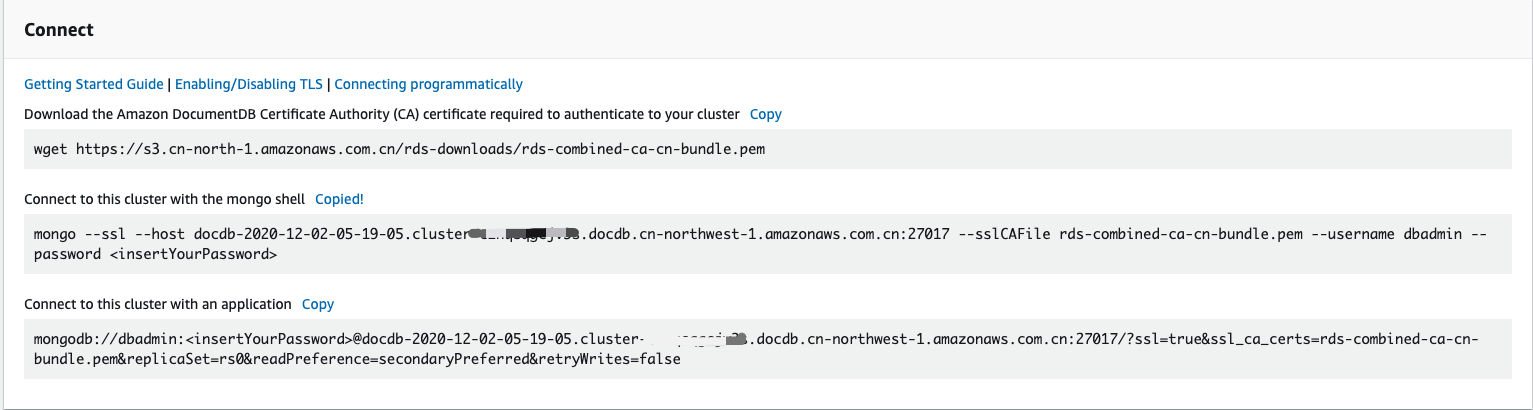 Connect
Getting Started Guide | Enabling/Disabling TLS | Connecting programmatically
Download the Amazon DocumentDB Certificate Authority (CA) certificate required to authenticate to your cluster Copy
wget https://s3.cn-north-1.amazonaws.com.cn/rds-downloads/rds-combined-ca-cn-bundle.pem
Connect to this cluster with the mongo shell Copied!
mongo --ssl --host docdb-2020-12-02-05-19-05.cluster .docdb.cn-northwest-1.amazonaws.com.cn:27017 --sslCAFile rds-combined-ca-cn-bundle.pem --username dbadmin --
password <insertYourPassword>
Connect to this cluster with an application Copy
mongodb://dbadmin:<insertYourPassword>@docdb-2020-12-02-05-19-05.cluster- .docdb.cn-northwest-1.amazonaws.com.cn:27017/?ssl=true&ssl_ca_certs=rds-combined-ca-cn-
bundle.pem&replicaSet=rs0&readPreference=secondaryPreferred&retryWrites=false